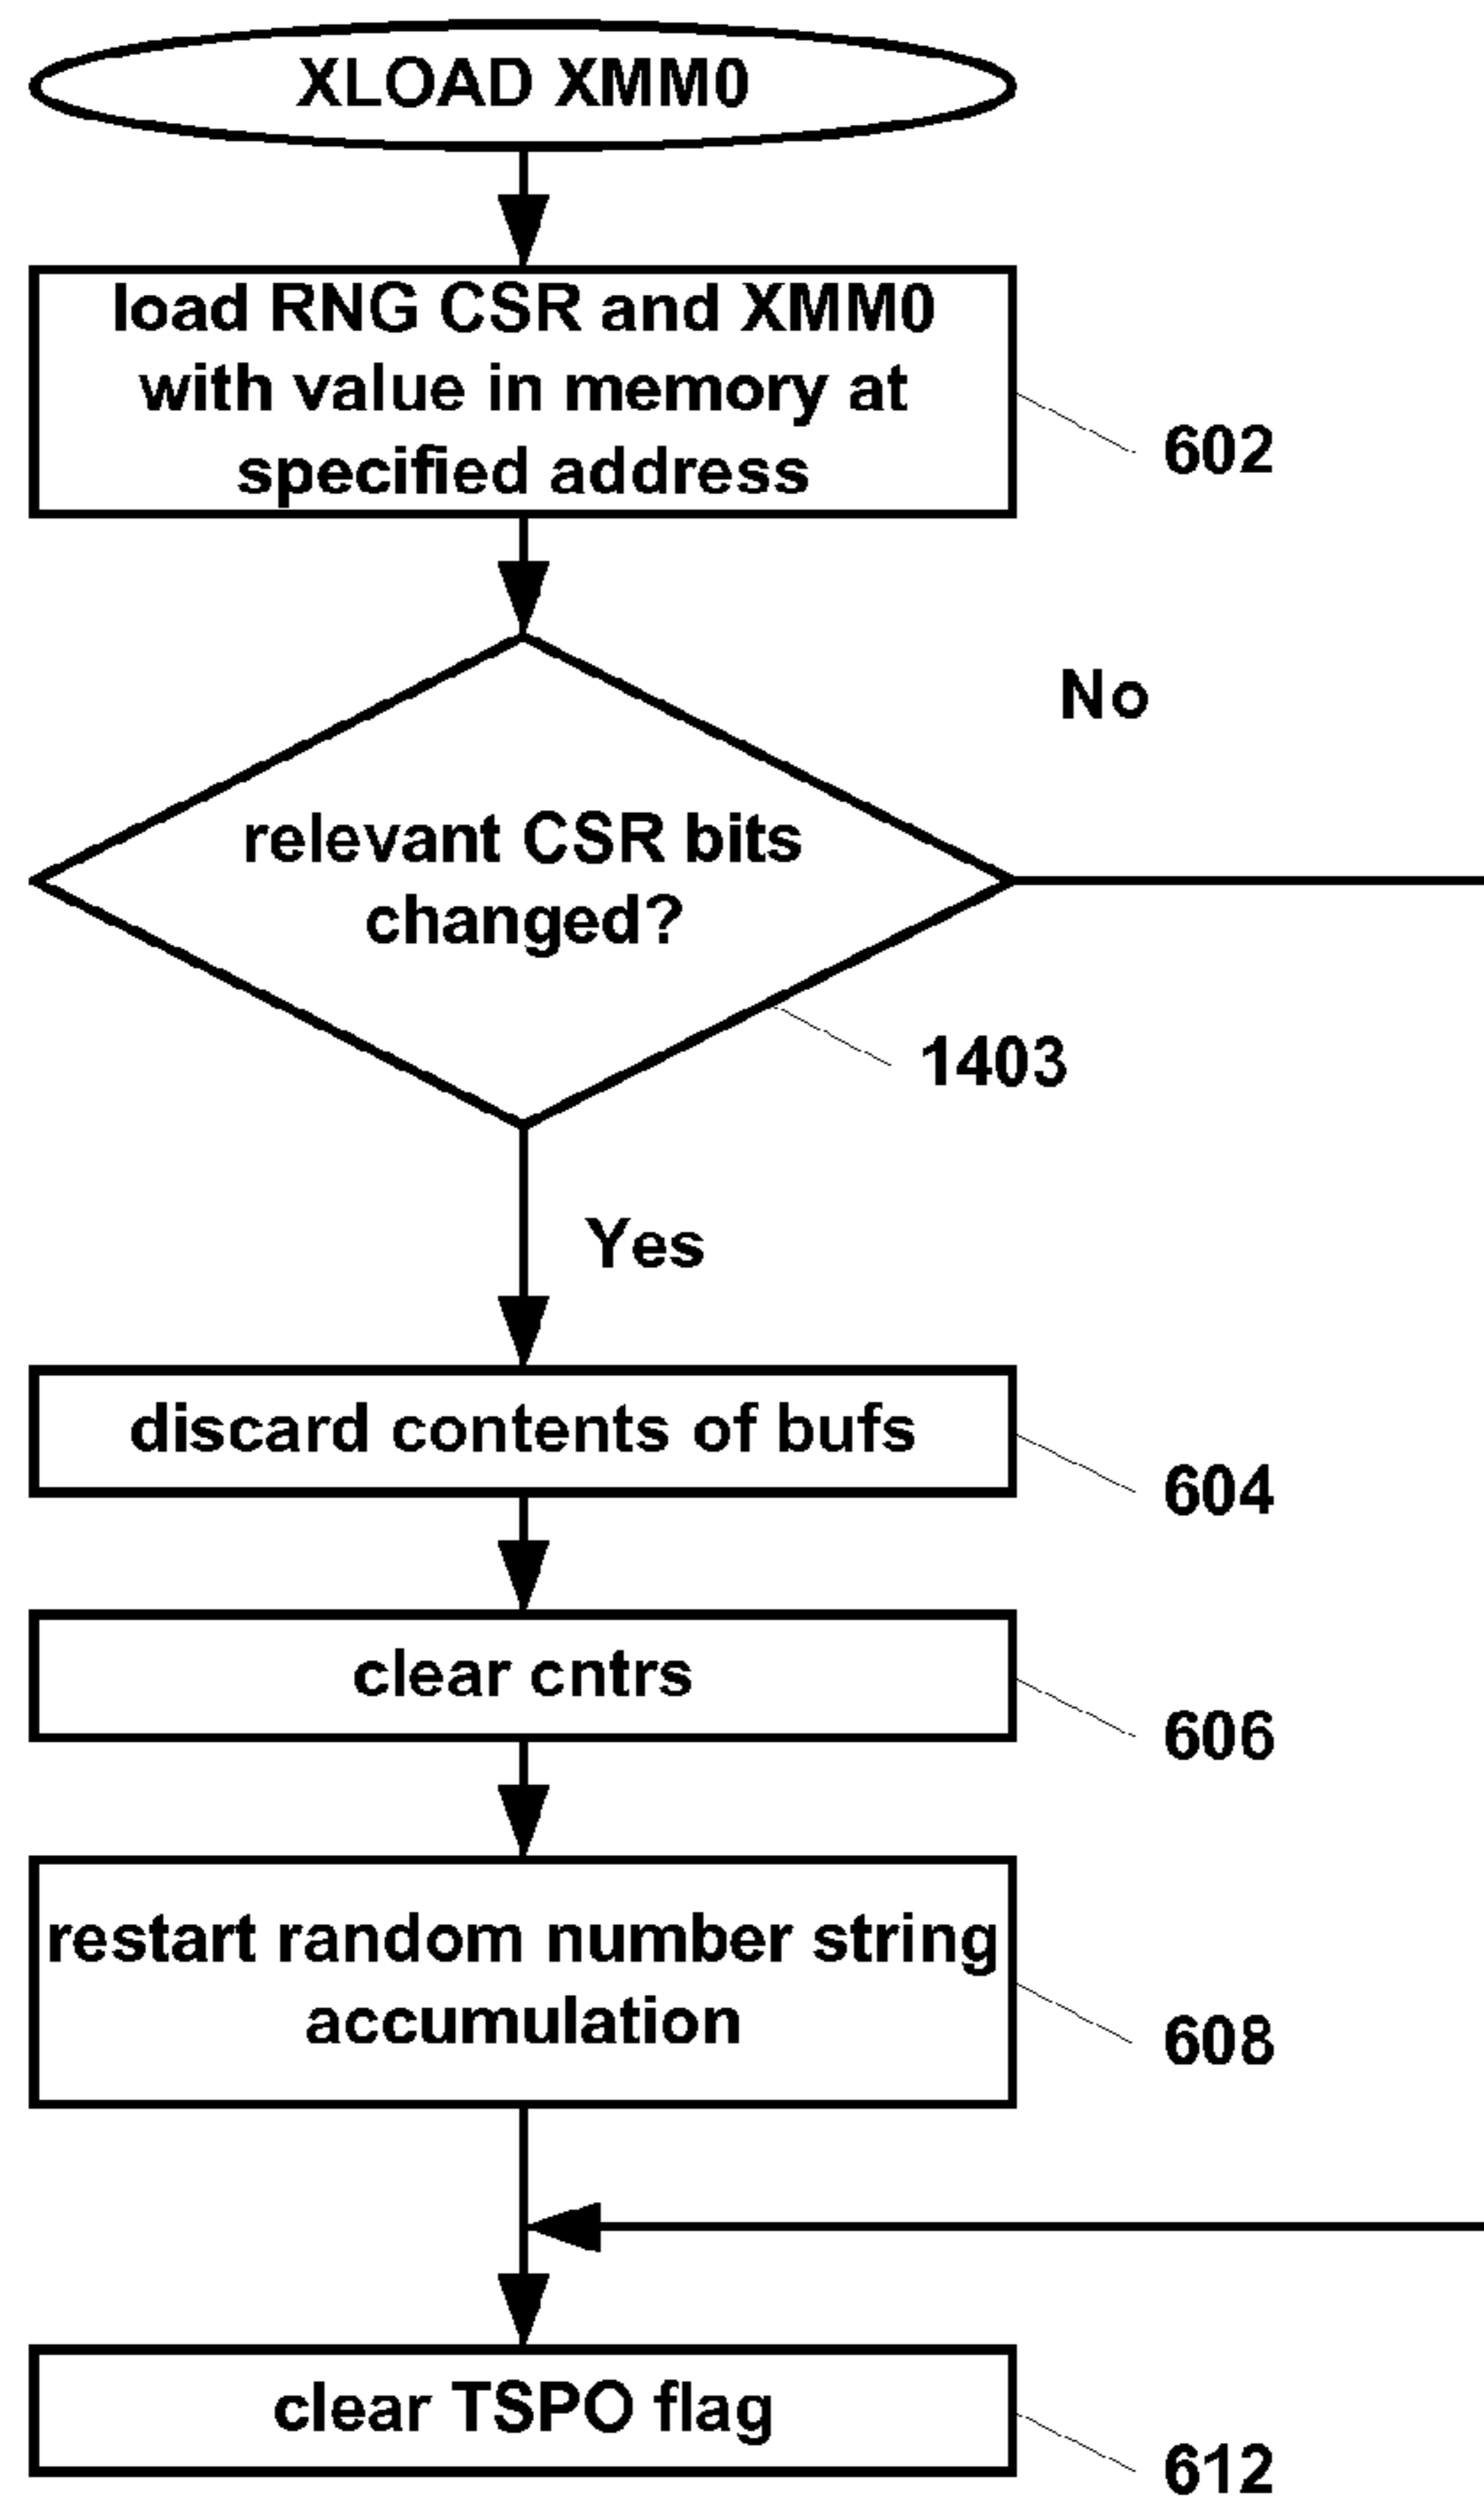 XLOAD XMM0
load RNG CSR and XMM0
with value in memory at
specified address
602
No
relevant CSR bits
changed?
1403
Yes
discard contents of bufs
604
clear cntrs
606
restart random number string
accumulation
608
clear TSPO flag
612